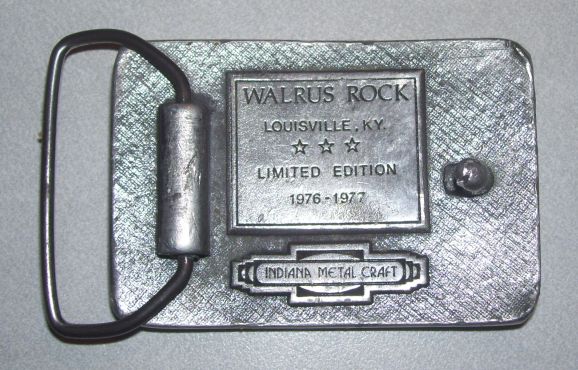 WALRUS ROCK
LOUISVILLE, KY.
☆ ☆ ☆
LIMITED EDITION
1976-1977
INDIANA METAL CRAFT